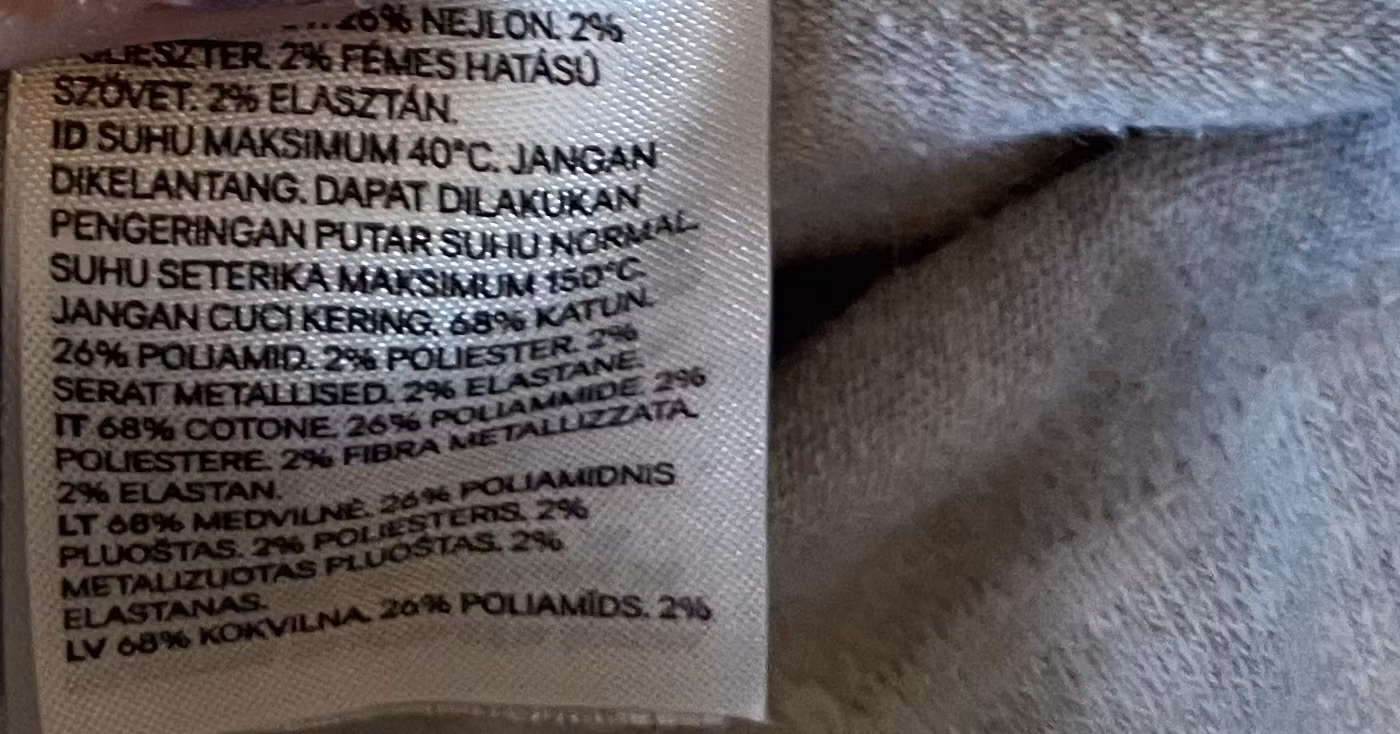 26% NEJLON. 2%
POLIESZTER. 2% FÉMES HATÁSÚ
SZÖVET. 2% ELASZTÁN.
ID SUHU MAKSIMUM 40°C. JANGAN
DIKELANTANG. DAPAT DILAKUKAN
PENGERINGAN PUTAR SUHU NORMAL.
SUHU SETERIKA MAKSIMUM 150°C.
JANGAN CUCI KERING. 68% KATUN.
26% POLIAMID. 2% POLIESTER. 2%
SERAT METALLISED. 2% ELASTANE.
IT 68% COTONE. 26% POLIAMMIDE. 2%
POLIESTERE. 2% FIBRA METALLIZZATA.
2% ELASTAN.
LT 68% MEDVILNĖ. 26% POLIAMIDNIS
PLUOŠTAS. 2% POLIESTERIS. 2%
METALIZUOTAS PLUOŠTAS. 2%
ELASTANAS.
LV 68% KOKVILNA. 26% POLIAMĪDS. 2%